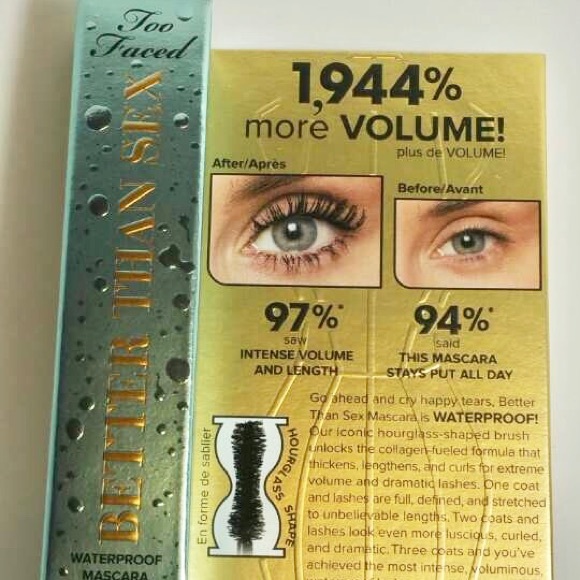 Too
Faced
BETTER THAN SEX
WATERPROOF
MASCARA
1,944%
more VOLUME!
plus de VOLUME!
After/Après
Before/Avant
97%*
saw
INTENSE VOLUME
AND LENGTH
94%*
said
THIS MASCARA
STAYS PUT ALL DAY
En forme de sablier
HOURGLASS SHAPE
Go ahead and cry happy tears, Better
Than Sex Mascara is WATERPROOF!
Our iconic hourglass-shaped brush
unlocks the collagen-fueled formula that
thickens, lengthens, and curls for extreme
volume and dramatic lashes. One coat
and lashes are full, defined, and stretched
to unbelievable lengths. Two coats and
lashes look even more luscious, curled,
and dramatic. Three coats and you've
achieved the most intense, voluminous,